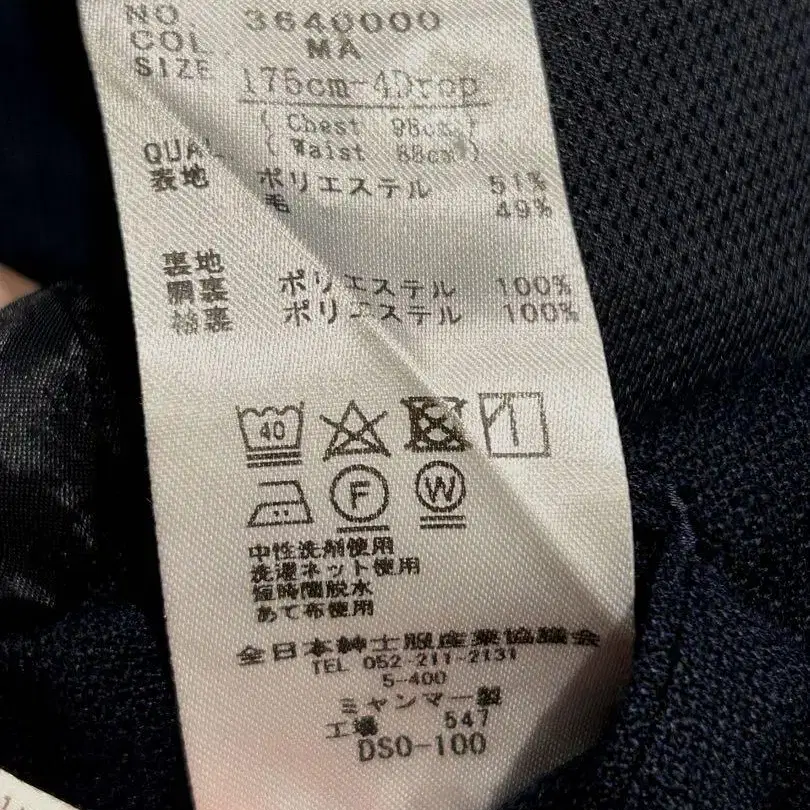 NO. 3640000
COL MA
SIZE 175cm-4Drop
( Chest 98cm )
QUAL. ( Waist 88cm )
表地 ポリエステル 51%
毛 49%
裏地
胴裏 ポリエステル 100%
袖裏 ポリエステル 100%
40
F W
中性洗剤使用
洗濯ネット使用
短時間脱水
あて布使用
全日本紳士服産業協議会
TEL 052-211-2131
5-400
ミャンマー製
工場 547
DSO-100